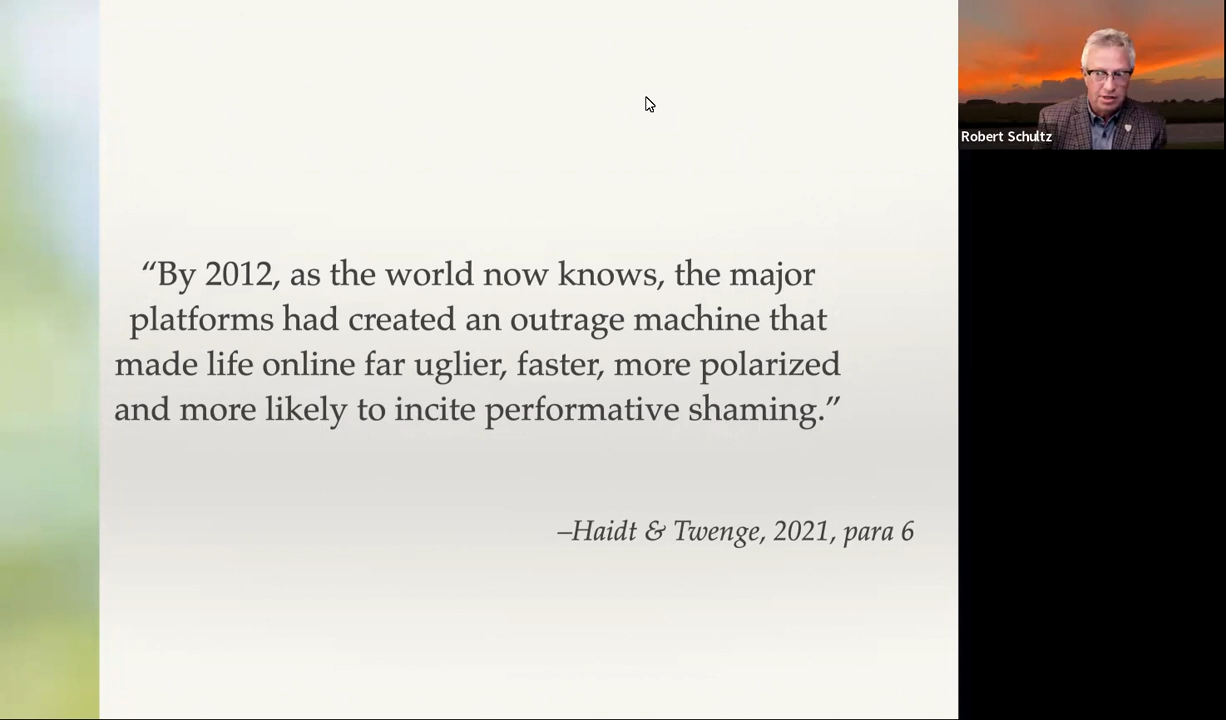 “By 2012, as the world now knows, the major
platforms had created an outrage machine that
made life online far uglier, faster, more polarized
and more likely to incite performative shaming.”
–Haidt & Twenge, 2021, para 6
Robert Schultz